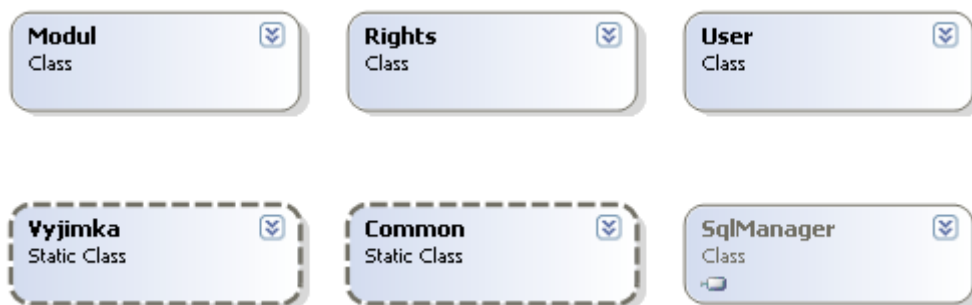 Modul
Class
Rights
Class
User
Class
Vyjimka
Static Class
Common
Static Class
SqlManager
Class